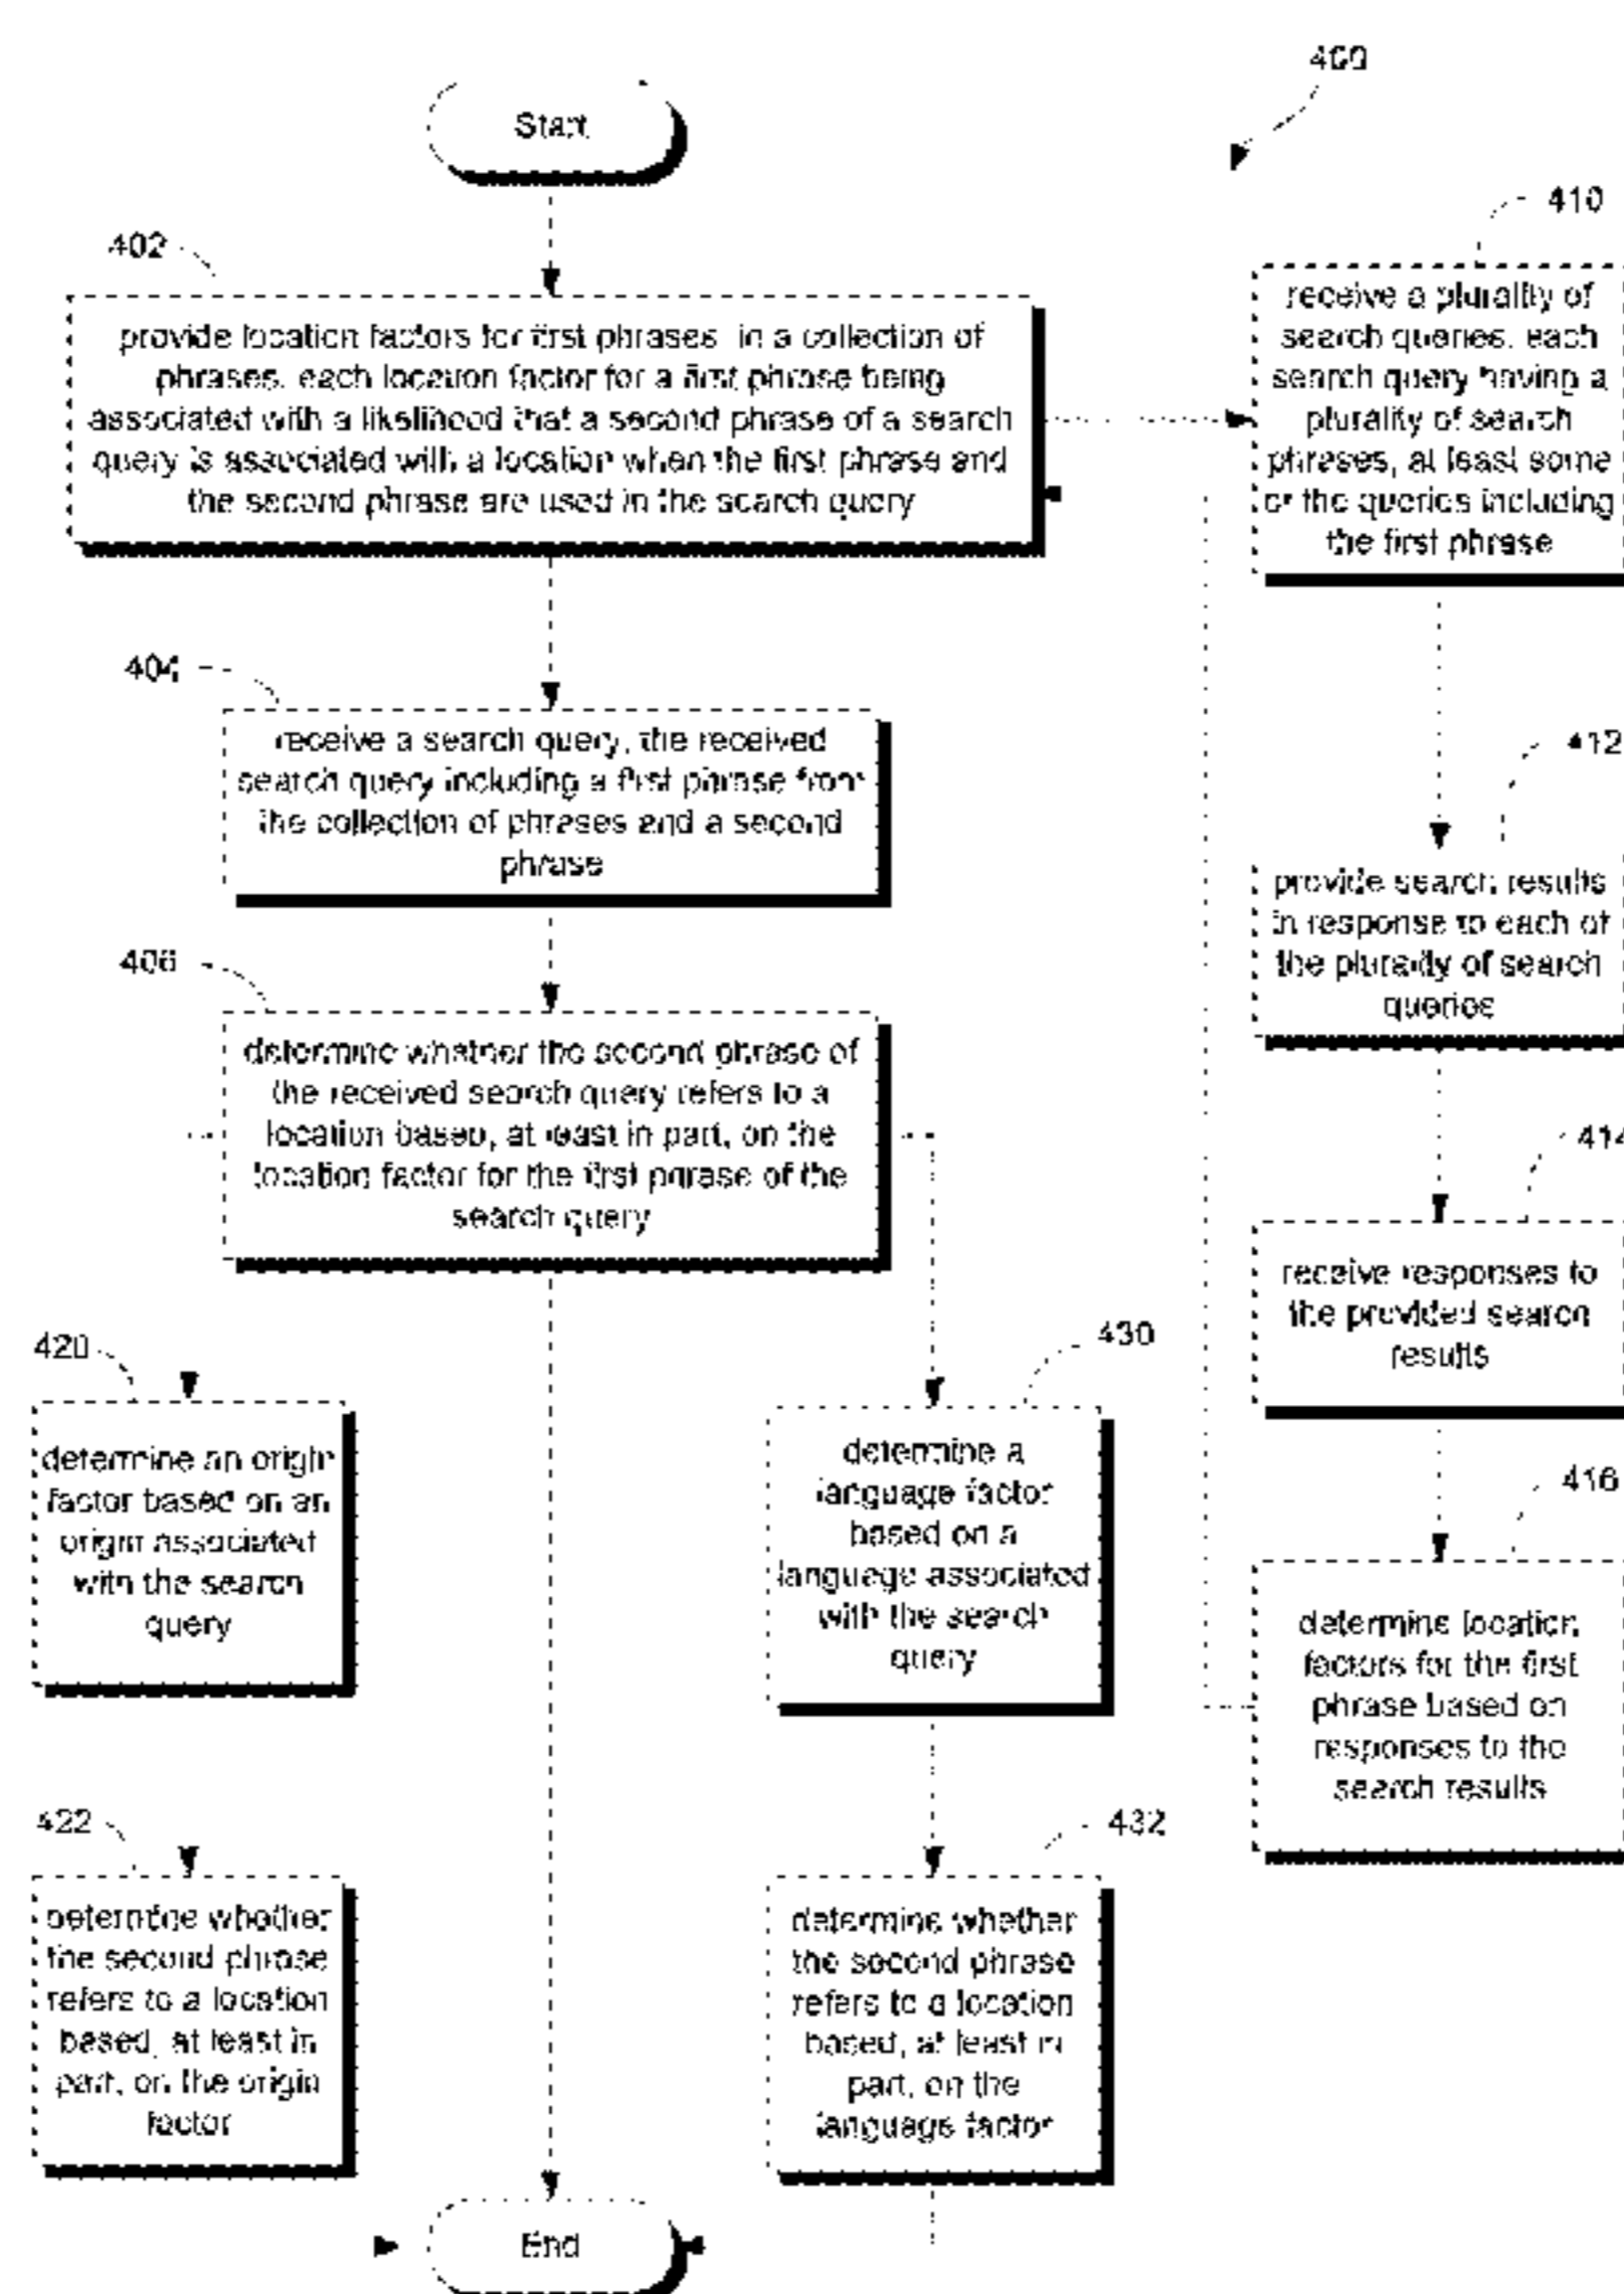 400
Start
402
provide location factors for first phrases in a collection of
phrases, each location factor for a first phrase being
associated with a likelihood that a second phrase of a search
query is associated with a location when the first phrase and
the second phrase are used in the search query
404
receive a search query, the received
search query including a first phrase from
the collection of phrases and a second
phrase
406
determine whether the second phrase of
the received search query refers to a
location based, at least in part, on the
location factor for the first phrase of the
search query
420
determine an origin
factor based on an
origin associated
with the search
query
422
determine whether
the second phrase
refers to a location
based, at least in
part, on the origin
factor
430
determine a
language factor
based on a
language associated
with the search
query
432
determine whether
the second phrase
refers to a location
based, at least in
part, on the
language factor
End
410
receive a plurality of
search queries, each
search query having a
plurality of search
phrases, at least some
of the queries including
the first phrase
412
provide search results
in response to each of
the plurality of search
queries
414
receive responses to
the provided search
results
416
determine location
factors for the first
phrase based on
responses to the
search results